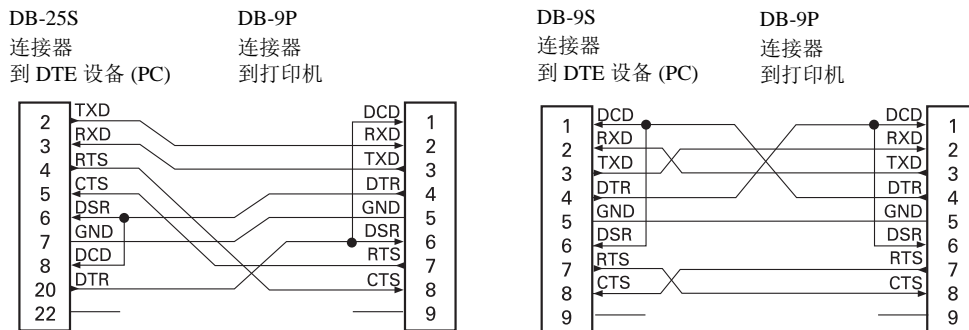 DB-25S DB-9P
连接器 连接器
到 DTE 设备 (PC) 到打印机
2 TXD DCD 1
3 RXD RXD 2
4 RTS TXD 3
5 CTS DTR 4
6 DSR GND 5
7 GND DSR 6
8 DCD RTS 7
20 DTR CTS 8
22 9
DB-9S DB-9P
连接器 连接器
到 DTE 设备 (PC) 到打印机
1 DCD DCD 1
2 RXD RXD 2
3 TXD TXD 3
4 DTR DTR 4
5 GND GND 5
6 DSR DSR 6
7 RTS RTS 7
8 CTS CTS 8
9 9